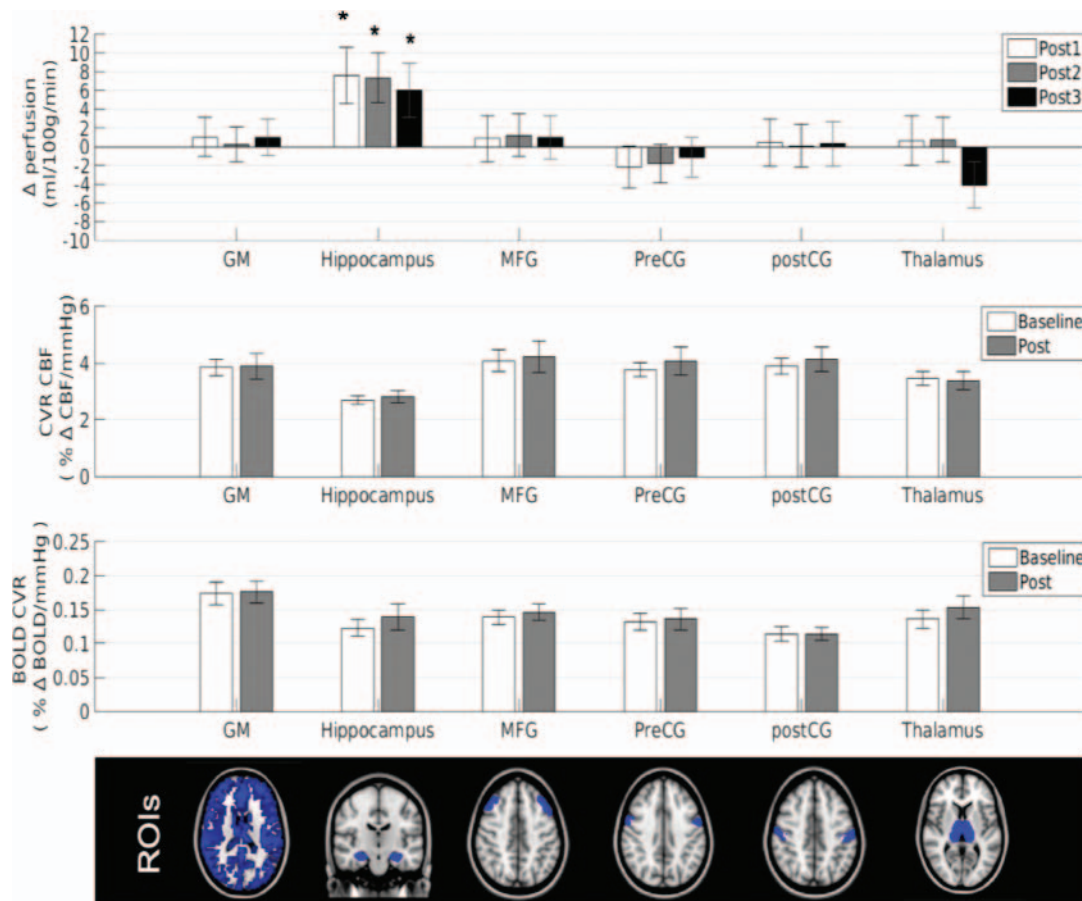 * * *
12
10
8
6
4
2
0
-2
-4
-6
-8
-10
Δ perfusion
(ml/100g/min)
Post1
Post2
Post3
GM Hippocampus MFG PreCG postCG Thalamus
6
4
2
0
CVR CBF
( % Δ CBF/mmHg)
Baseline
Post
GM Hippocampus MFG PreCG postCG Thalamus
0.25
0.2
0.15
0.1
0.05
0
BOLD CVR
( % Δ BOLD/mmHg)
Baseline
Post
GM Hippocampus MFG PreCG postCG Thalamus
ROIs